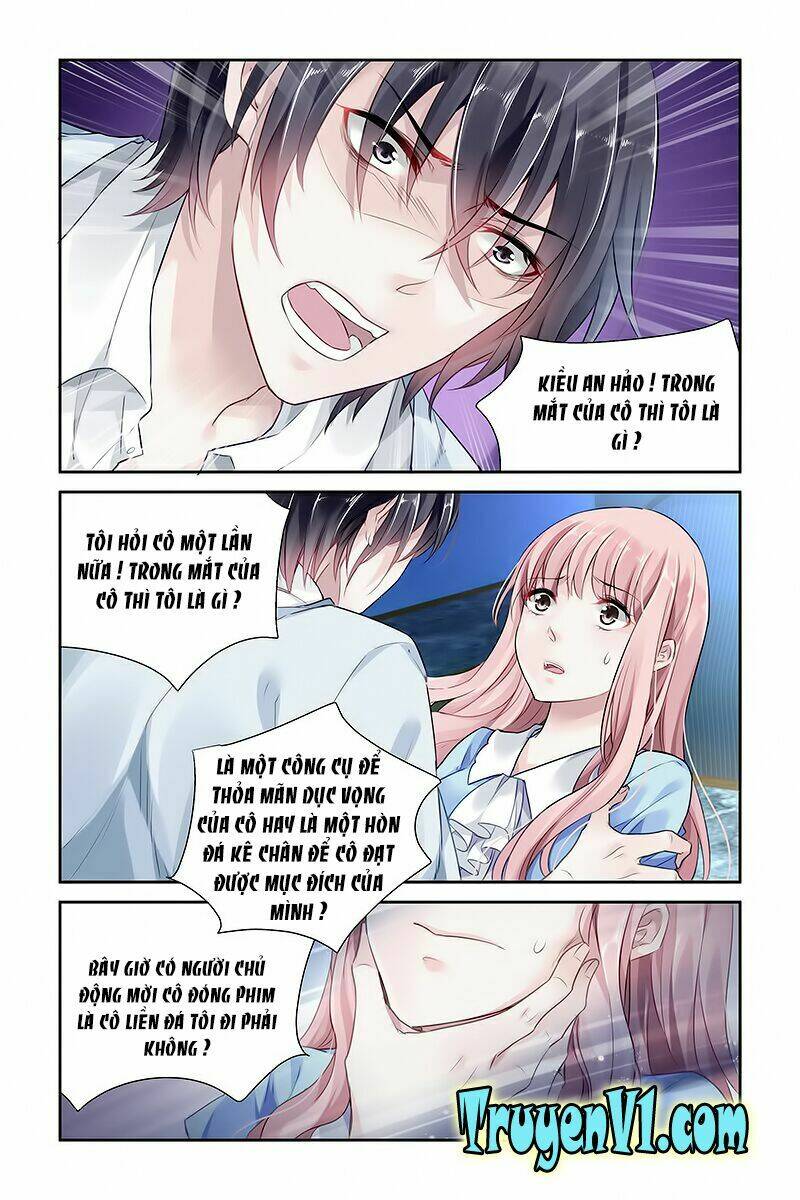 KIỀU AN HẢO ! TRONG
MẮT CỦA CÔ THÌ TÔI LÀ
GÌ ?
TÔI HỎI CÔ MỘT LẦN
NỮA ! TRONG MẮT CỦA
CÔ THÌ TÔI LÀ GÌ ?
LÀ MỘT CÔNG CỤ ĐỂ
THỎA MÃN DỤC VỌNG
CỦA CÔ HAY LÀ MỘT HÒN
ĐÁ KÊ CHÂN ĐỂ CÔ ĐẠT
ĐƯỢC MỤC ĐÍCH CỦA
MÌNH ?
BÂY GIỜ CÓ NGƯỜI CHỦ
ĐỘNG MỜI CÔ ĐÓNG PHIM
LÀ CÔ LIỀN ĐÁ TÔI ĐI PHẢI
KHÔNG ?
TruyenV1.com